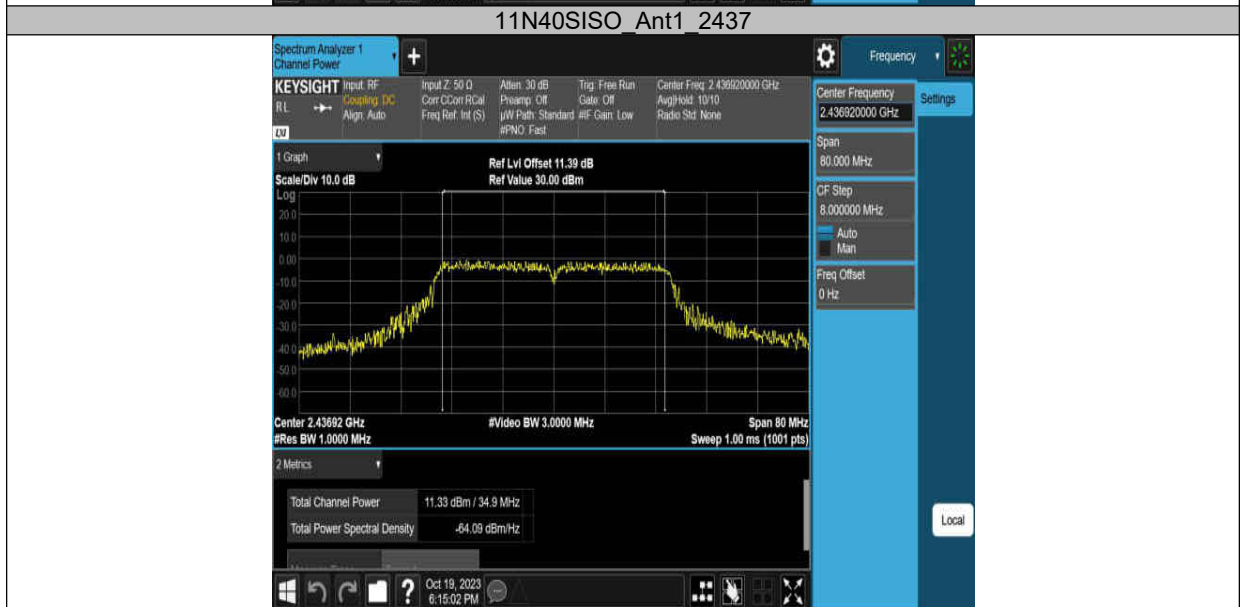 11N40SISO_Ant1_2437
Spectrum Analyzer 1
Channel Power
+
Frequency
KEYSIGHT
RL
LXI
Input: RF
Coupling: DC
Align: Auto
Input Z: 50 Ω
Corr CCorr RCal
Freq Ref: Int (S)
Atten: 30 dB
Preamp: Off
µW Path: Standard
#PNO: Fast
Trig: Free Run
Gate: Off
#IF Gain: Low
Center Freq: 2.436920000 GHz
Avg|Hold: 10/10
Radio Std: None
Center Frequency
2.436920000 GHz
Settings
Span
80.000 MHz
CF Step
8.000000 MHz
Auto
Man
Freq Offset
0 Hz
Local
1 Graph
Scale/Div 10.0 dB
Ref Lvl Offset 11.39 dB
Ref Value 30.00 dBm
Log
20.0
10.0
0.00
-10.0
-20.0
-30.0
-40.0
-50.0
-60.0
Center 2.43692 GHz
#Res BW 1.0000 MHz
#Video BW 3.0000 MHz
Span 80 MHz
Sweep 1.00 ms (1001 pts)
2 Metrics
Total Channel Power 11.33 dBm / 34.9 MHz
Total Power Spectral Density -64.09 dBm/Hz
?
Oct 19, 2023
6:15:02 PM